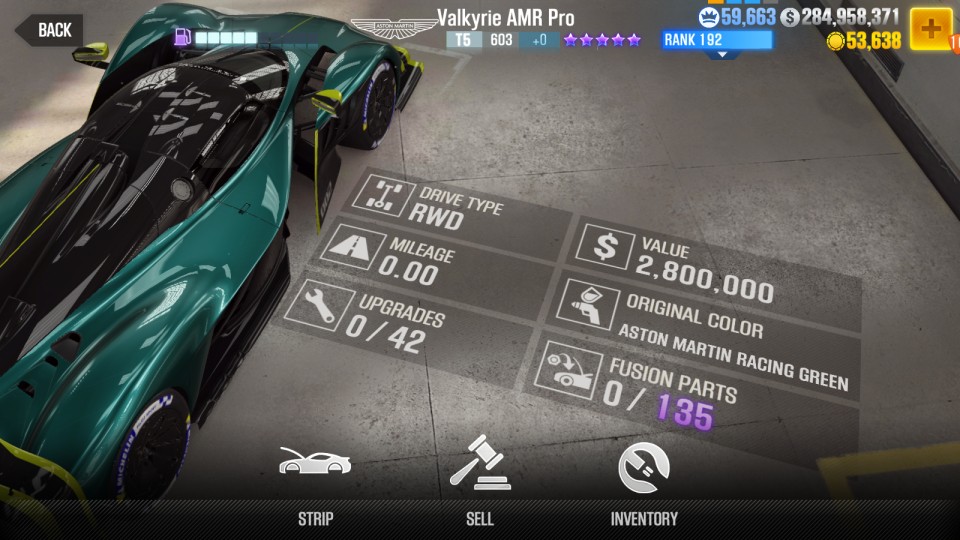 BACK
ASTON MARTIN
Valkyrie AMR Pro
T5 603 +0
59,663
284,958,371
RANK 192
53,638
DRIVE TYPE
RWD
MILEAGE
0.00
UPGRADES
0 / 42
VALUE
2,800,000
ORIGINAL COLOR
ASTON MARTIN RACING GREEN
FUSION PARTS
0 / 135
MICHELIN
STRIP
SELL
INVENTORY